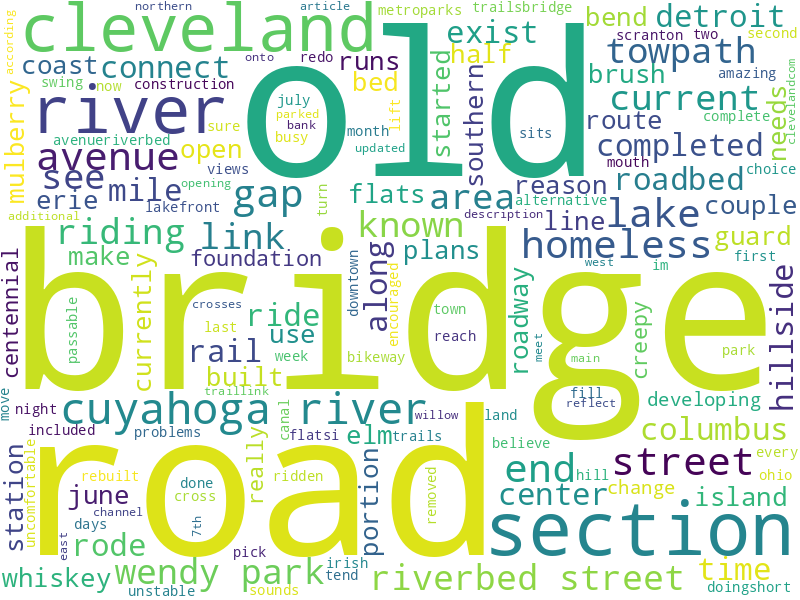 northern article metroparks trailsbridge
according cleveland old exist bend detroit scranton two second
coast connect onto redo runs half towpath
swing now construction bed brush amazing
river july started southern current needs clevelandcom
mulberry avenueriverbed parked bank lift sits route complete
sure open busy month completed mouth
avenue views updated reason choice
see mile gap flats area roadbed
erie lakefront opening turn alternative couple
additional known description line lake
riding link plans homeless guard
centennial make foundation along roadway west im first
bridge
currently crosses downtown encouraged town creepy hillside
passable last ride reach meet main park
rail use week bikeway
built traillink fill developing
move night cuyahoga river willow land reflect
included problems canal flatsi elm trails believe columbus every
road
station uncomfortable rebuilt really ridden end hill street ohio
june done cross portion removed center change island
days channel 7th section
east rode pick irish time
whiskey wendy park tend riverbed street doingshort
unstable sounds